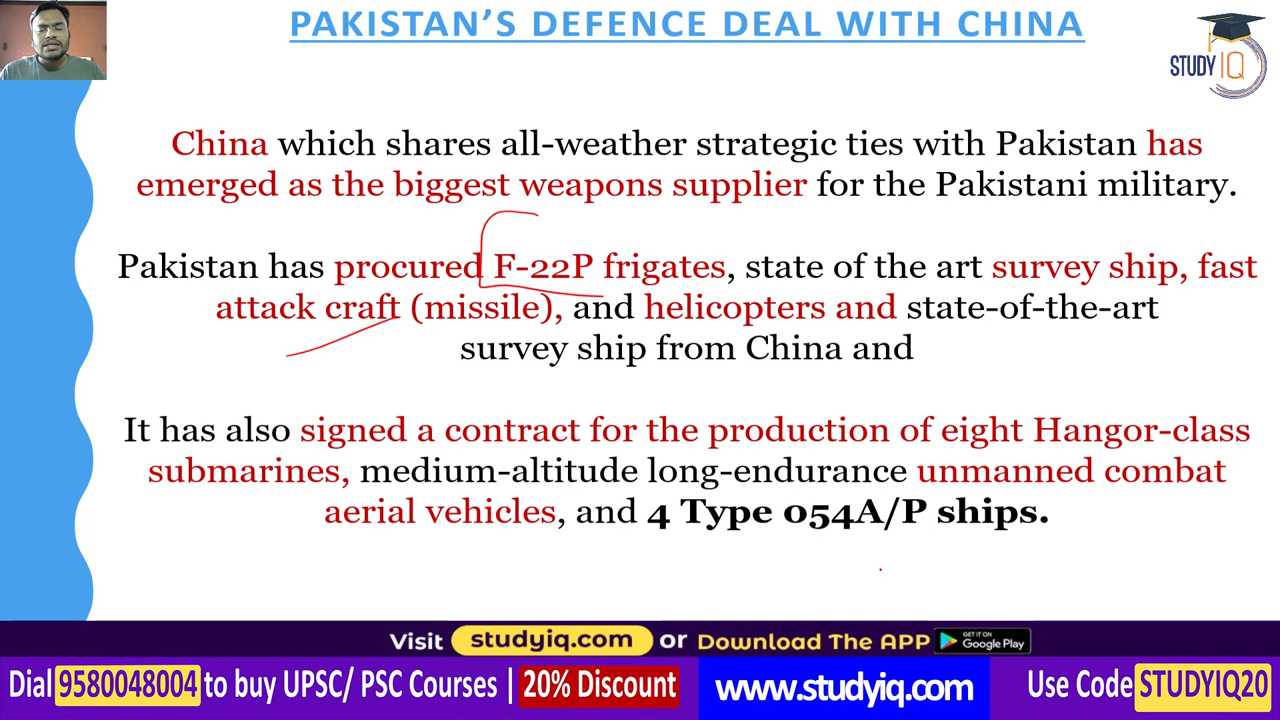 PAKISTAN'S DEFENCE DEAL WITH CHINA
STUDY IQ
China which shares all-weather strategic ties with Pakistan has
emerged as the biggest weapons supplier for the Pakistani military.
Pakistan has procured F-22P frigates, state of the art survey ship, fast
attack craft (missile), and helicopters and state-of-the-art
survey ship from China and
It has also signed a contract for the production of eight Hangor-class
submarines, medium-altitude long-endurance unmanned combat
aerial vehicles, and 4 Type 054A/P ships.
Visit studyiq.com or Download The APP GET IT ON Google Play
Dial 9580048004 to buy UPSC/ PSC Courses | 20% Discount www.studyiq.com Use Code STUDYIQ20